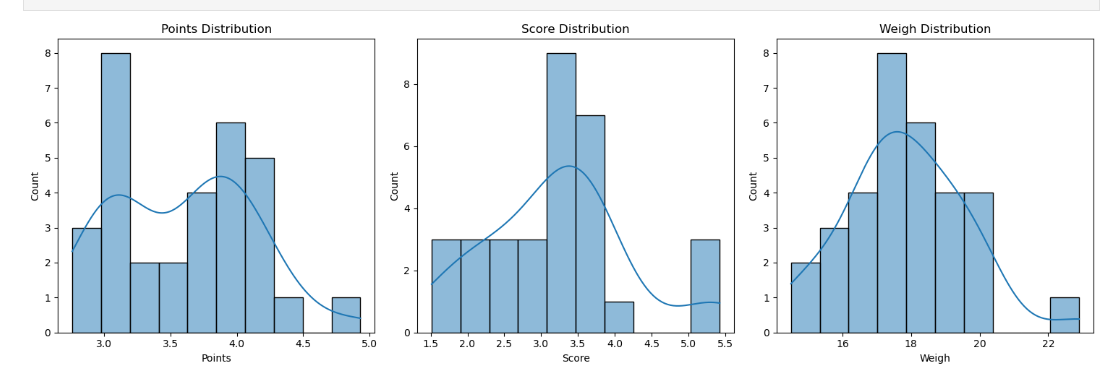 Points Distribution
8
7
6
5
4
3
2
1
0
Count
3.0 3.5 4.0 4.5 5.0
Points
Score Distribution
8
6
4
2
0
Count
1.5 2.0 2.5 3.0 3.5 4.0 4.5 5.0 5.5
Score
Weigh Distribution
8
7
6
5
4
3
2
1
0
Count
16 18 20 22
Weigh